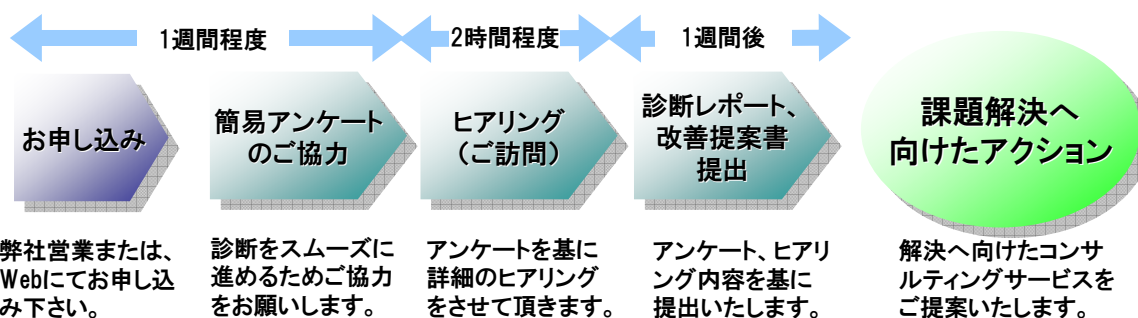 1週間程度
2時間程度
1週間後
お申し込み
簡易アンケート
のご協力
ヒアリング
（ご訪問）
診断レポート、
改善提案書
提出
課題解決へ
向けたアクション
弊社営業または、
Webにてお申し込
み下さい。
診断をスムーズに
進めるためご協力
をお願いします。
アンケートを基に
詳細のヒアリング
をさせて頂きます。
アンケート、ヒアリ
ング内容を基に
提出いたします。
解決へ向けたコンサ
ルティングサービスを
ご提案いたします。